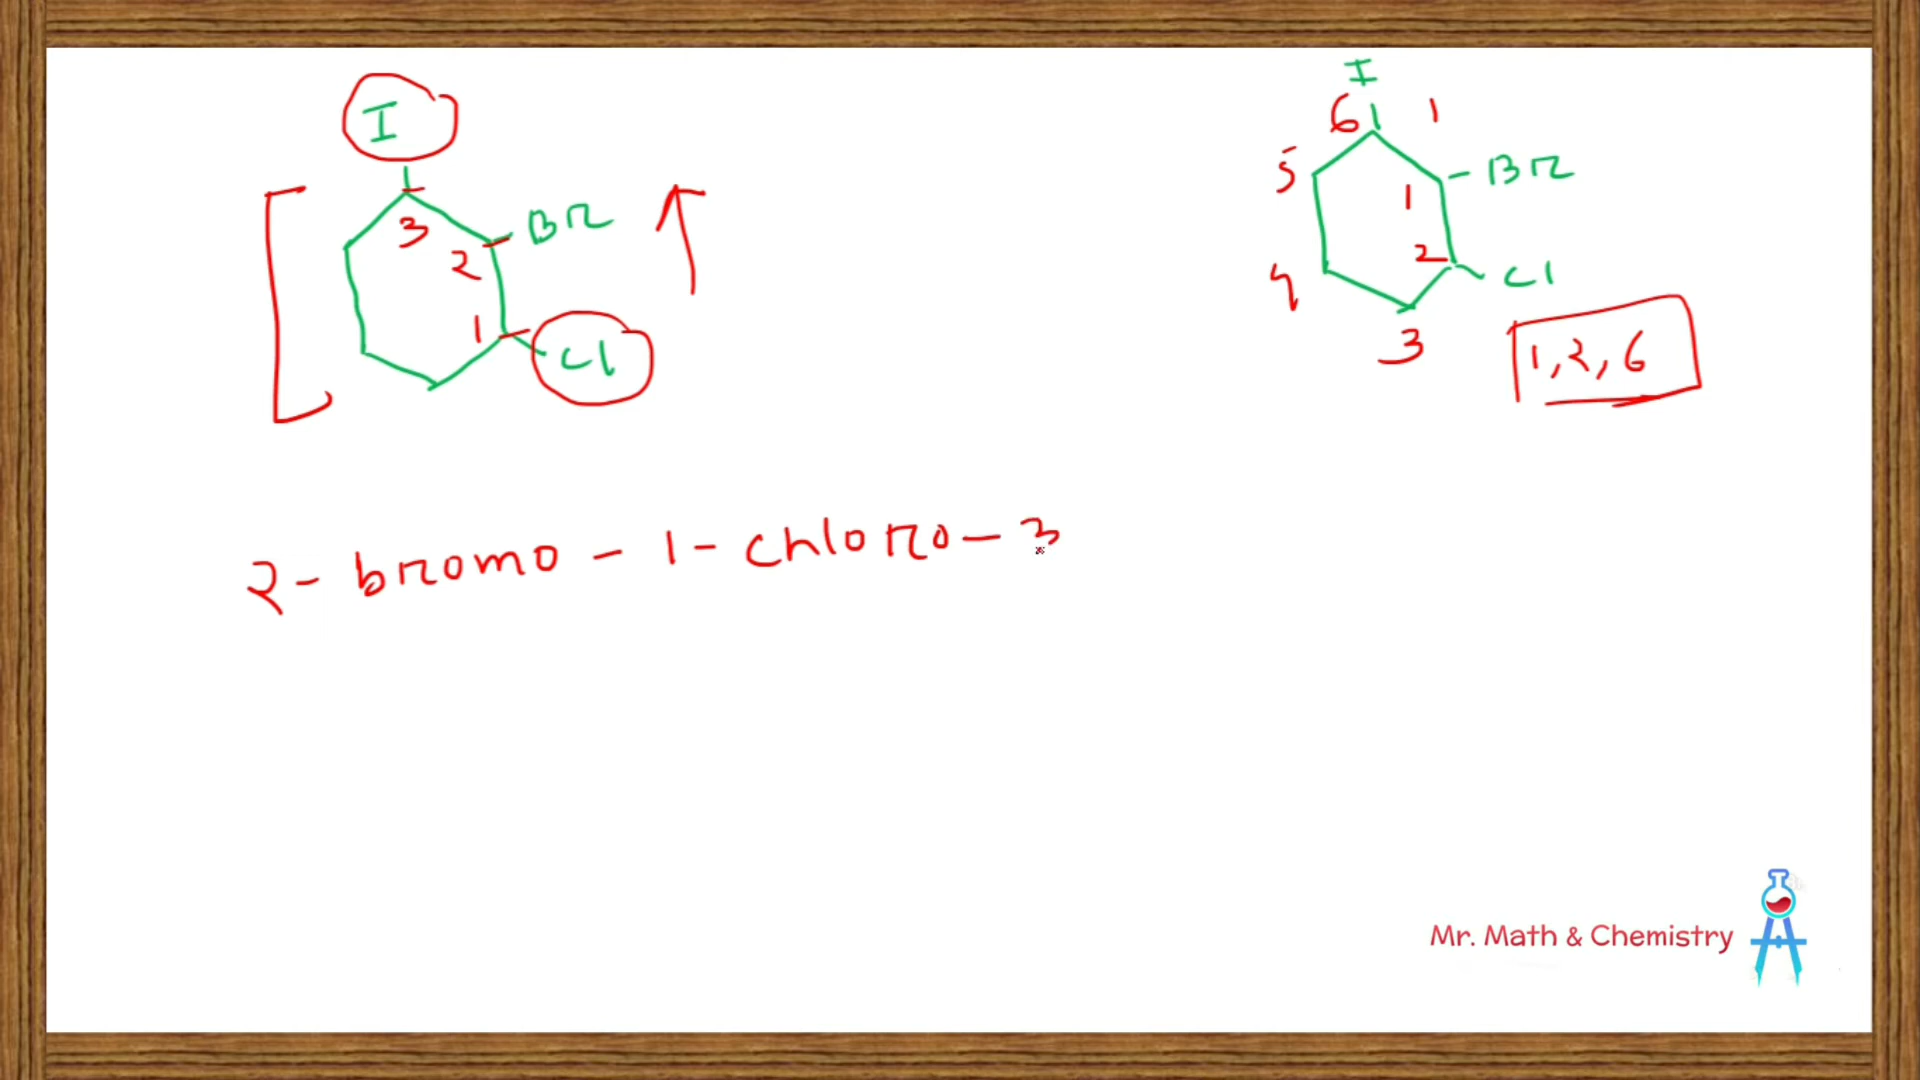 I
3
2
BR
1
Cl
I
6
1
5
BR
1
2
Cl
4
3
1,2,6
2-bromo-1-chloro-3
Mr. Math & Chemistry